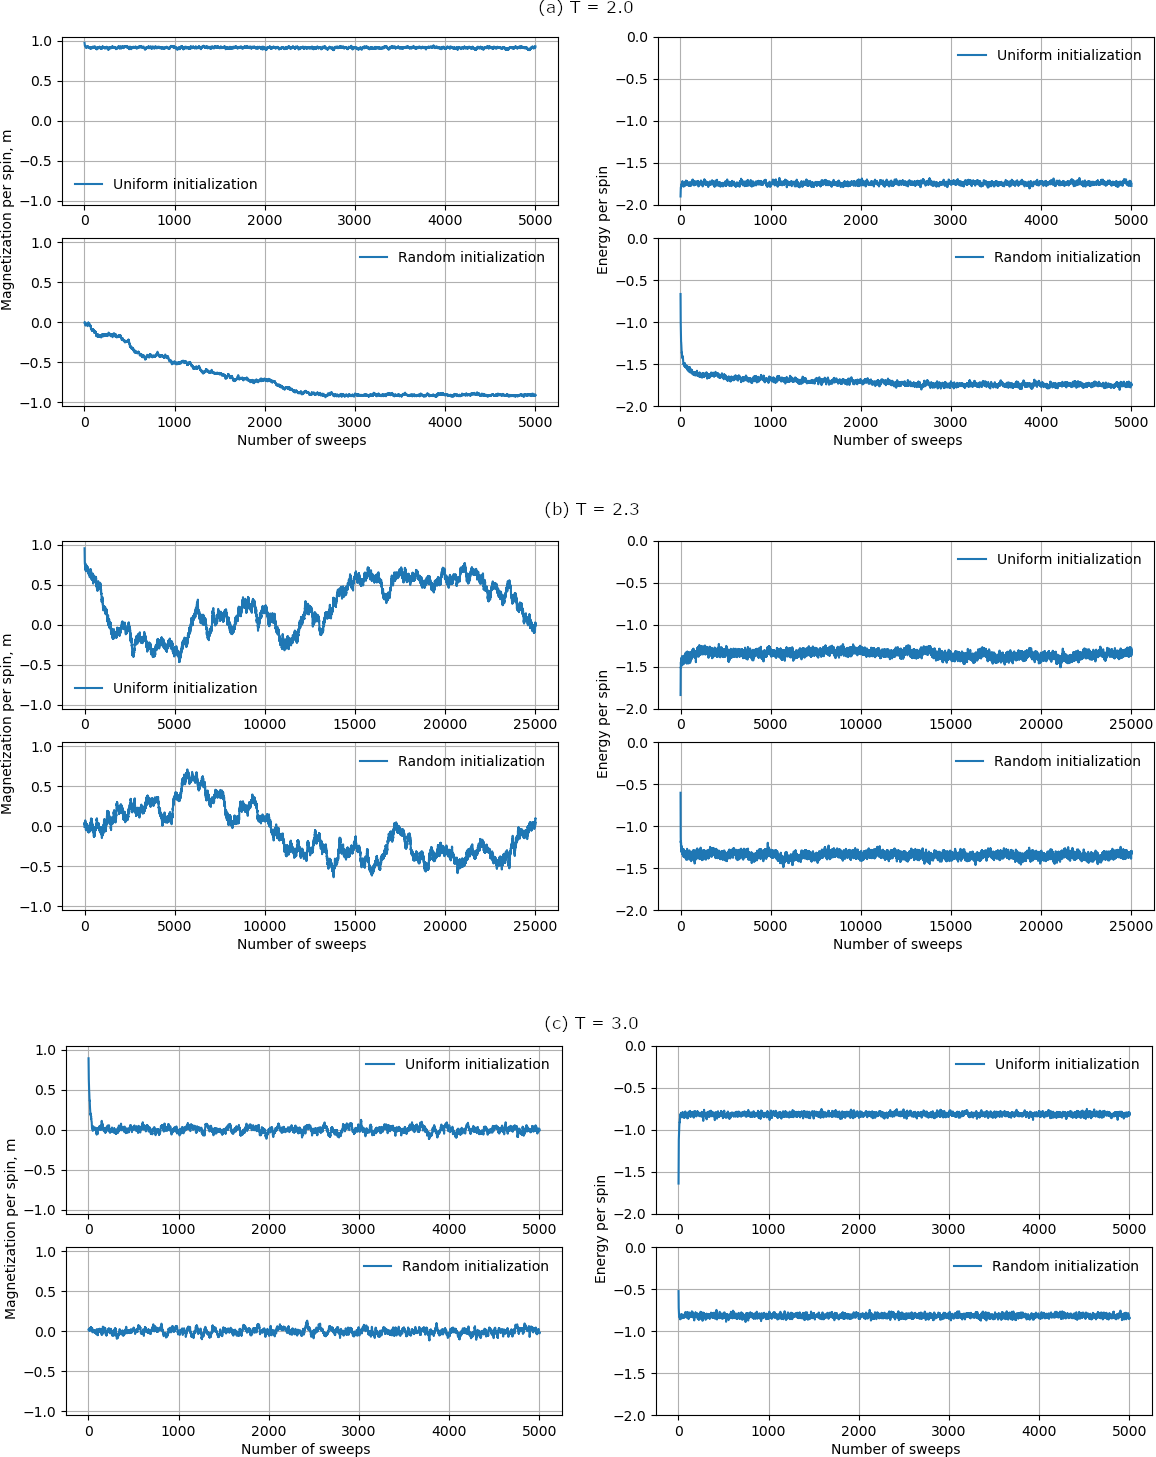 (a) T = 2.0
Magnetization per spin, m
1.0
0.5
0.0
−0.5
−1.0
Uniform initialization
0 1000 2000 3000 4000 5000
1.0
0.5
0.0
−0.5
−1.0
Random initialization
0 1000 2000 3000 4000 5000
Number of sweeps
Energy per spin
0.0
−0.5
−1.0
−1.5
−2.0
Uniform initialization
0 1000 2000 3000 4000 5000
0.0
−0.5
−1.0
−1.5
−2.0
Random initialization
0 1000 2000 3000 4000 5000
Number of sweeps
(b) T = 2.3
Magnetization per spin, m
1.0
0.5
0.0
−0.5
−1.0
Uniform initialization
0 5000 10000 15000 20000 25000
1.0
0.5
0.0
−0.5
−1.0
Random initialization
0 5000 10000 15000 20000 25000
Number of sweeps
Energy per spin
0.0
−0.5
−1.0
−1.5
−2.0
Uniform initialization
0 5000 10000 15000 20000 25000
0.0
−0.5
−1.0
−1.5
−2.0
Random initialization
0 5000 10000 15000 20000 25000
Number of sweeps
(c) T = 3.0
Magnetization per spin, m
1.0
0.5
0.0
−0.5
−1.0
Uniform initialization
0 1000 2000 3000 4000 5000
1.0
0.5
0.0
−0.5
−1.0
Random initialization
0 1000 2000 3000 4000 5000
Number of sweeps
Energy per spin
0.0
−0.5
−1.0
−1.5
−2.0
Uniform initialization
0 1000 2000 3000 4000 5000
0.0
−0.5
−1.0
−1.5
−2.0
Random initialization
0 1000 2000 3000 4000 5000
Number of sweeps